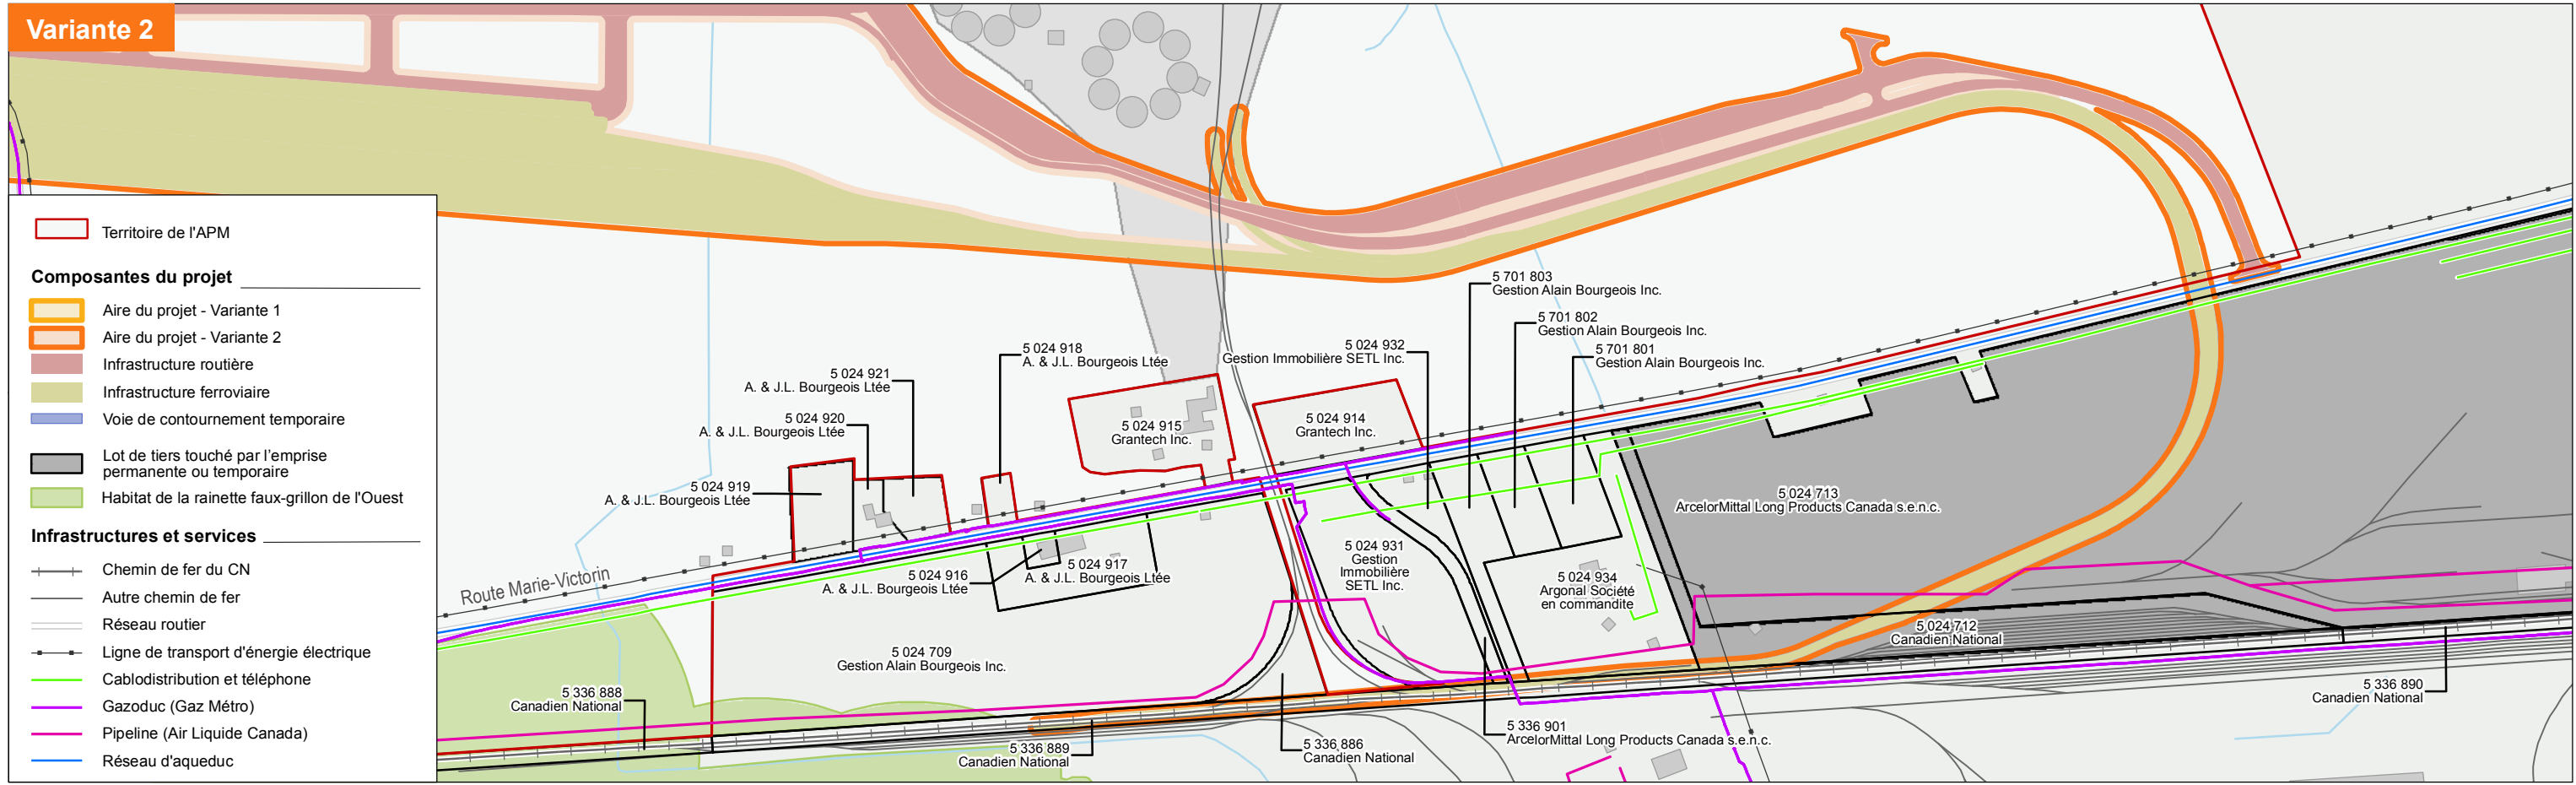 Variante 2
Territoire de l'APM
Composantes du projet
Aire du projet - Variante 1
Aire du projet - Variante 2
Infrastructure routière
Infrastructure ferroviaire
Voie de contournement temporaire
Lot de tiers touché par l'emprise
permanente ou temporaire
Habitat de la rainette faux-grillon de l'Ouest
Infrastructures et services
Chemin de fer du CN
Autre chemin de fer
Réseau routier
Ligne de transport d'énergie électrique
Cablodistribution et téléphone
Gazoduc (Gaz Métro)
Pipeline (Air Liquide Canada)
Réseau d'aqueduc
Route Marie-Victorin
5 024 919
A. & J.L. Bourgeois Ltée
5 024 920
A. & J.L. Bourgeois Ltée
5 024 921
A. & J.L. Bourgeois Ltée
5 024 918
A. & J.L. Bourgeois Ltée
5 024 915
Grantech Inc.
5 024 914
Grantech Inc.
5 024 932
Gestion Immobilière SETL Inc.
5 701 803
Gestion Alain Bourgeois Inc.
5 701 802
Gestion Alain Bourgeois Inc.
5 701 801
Gestion Alain Bourgeois Inc.
5 024 713
ArcelorMittal Long Products Canada s.e.n.c.
5 024 916
A. & J.L. Bourgeois Ltée
5 024 917
A. & J.L. Bourgeois Ltée
5 024 931
Gestion
Immobilière
SETL Inc.
5 024 934
Argonal Société
en commandite
5 024 712
Canadien National
5 024 709
Gestion Alain Bourgeois Inc.
5 336 888
Canadien National
5 336 889
Canadien National
5 336 886
Canadien National
5 336 901
ArcelorMittal Long Products Canada s.e.n.c.
5 336 890
Canadien National